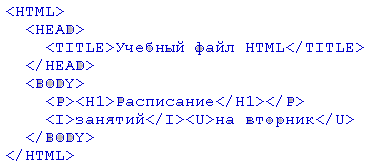 <HTML>
<HEAD>
<TITLE>Учебный файл HTML</TITLE>
</HEAD>
<BODY>
<P><H1>Расписание</H1></P>
<I>занятий</I><U>на вторник</U>
</BODY>
</HTML>